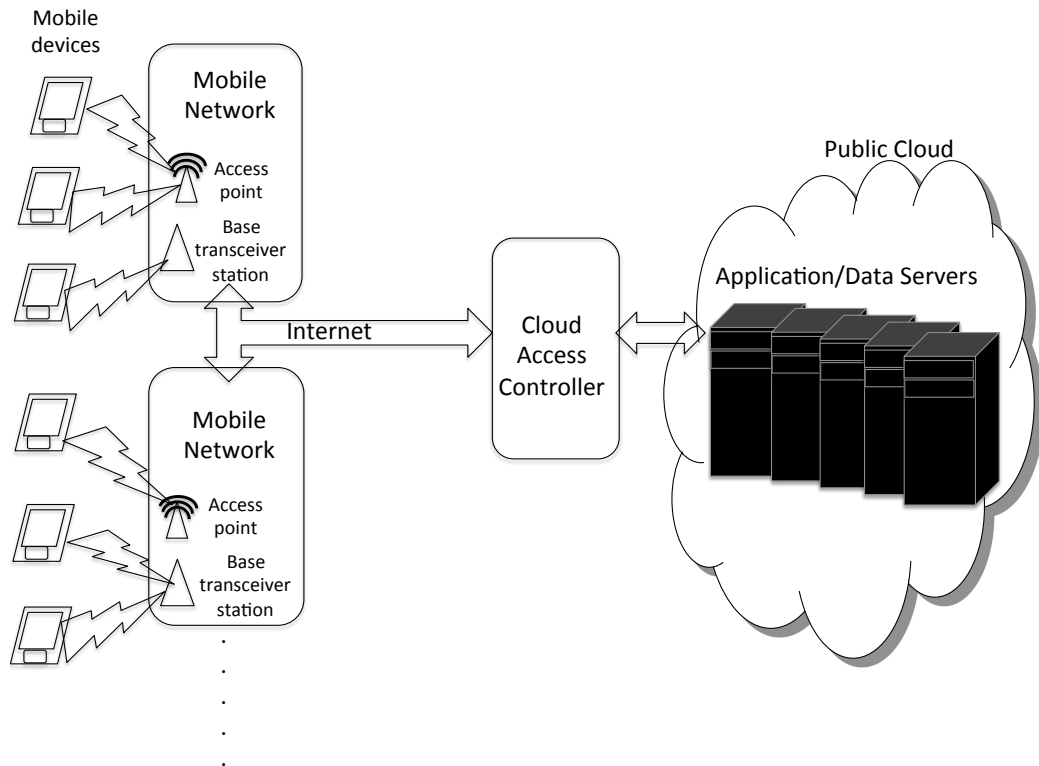 Mobile
devices
Mobile
Network
Access
point
Base
transceiver
station
Internet
Mobile
Network
Access
point
Base
transceiver
station
.
.
.
.
.
Cloud
Access
Controller
Public Cloud
Application/Data Servers